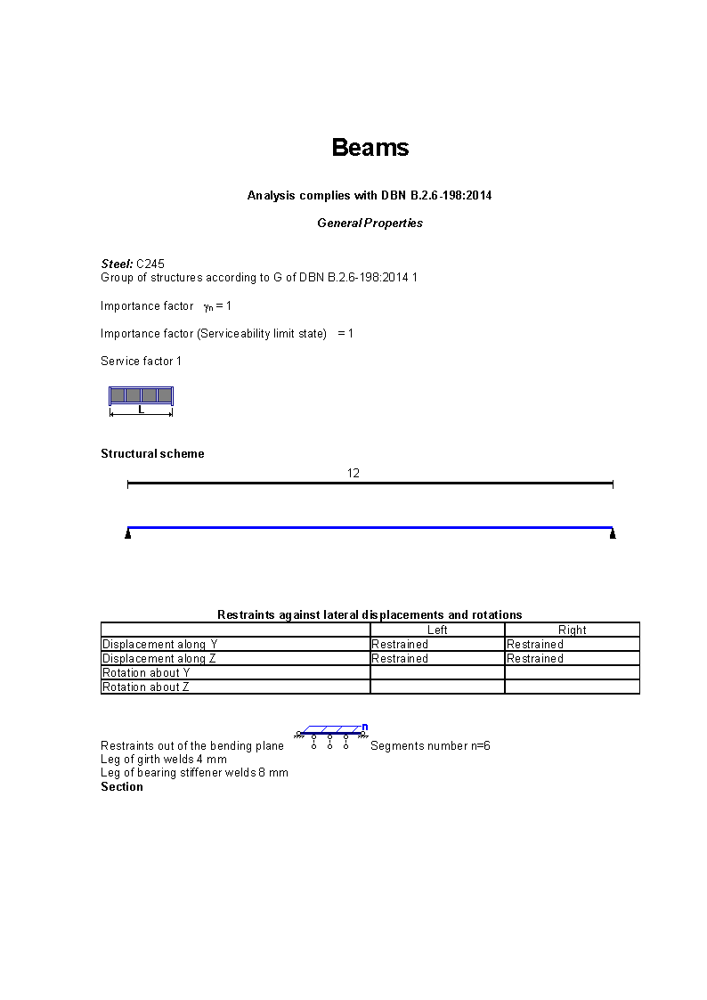 Beams
Analysis complies with DBN B.2.6-198:2014
General Properties
Steel: C245
Group of structures according to G of DBN B.2.6-198:2014 1
Importance factor γn = 1
Importance factor (Serviceability limit state) = 1
Service factor 1
L
Structural scheme
12
Restraints against lateral displacements and rotations
Left Right
Displacement along Y Restrained Restrained
Displacement along Z Restrained Restrained
Rotation about Y
Rotation about Z
n
Restraints out of the bending plane Segments number n=6
Leg of girth welds 4 mm
Leg of bearing stiffener welds 8 mm
Section